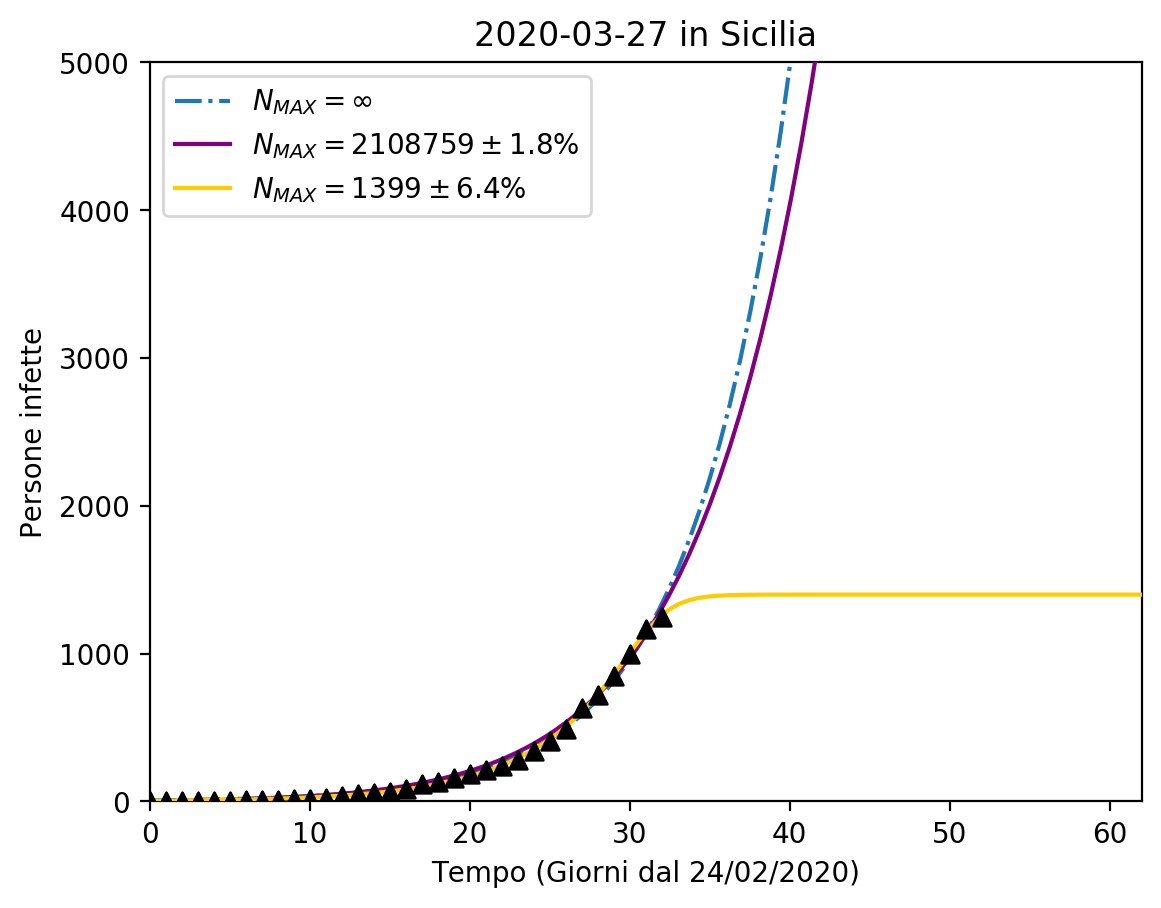 2020-03-27 in Sicilia
5000
4000
3000
2000
1000
0
Persone infette
N_MAX = ∞
N_MAX = 2108759 ± 1.8%
N_MAX = 1399 ± 6.4%
0 10 20 30 40 50 60
Tempo (Giorni dal 24/02/2020)